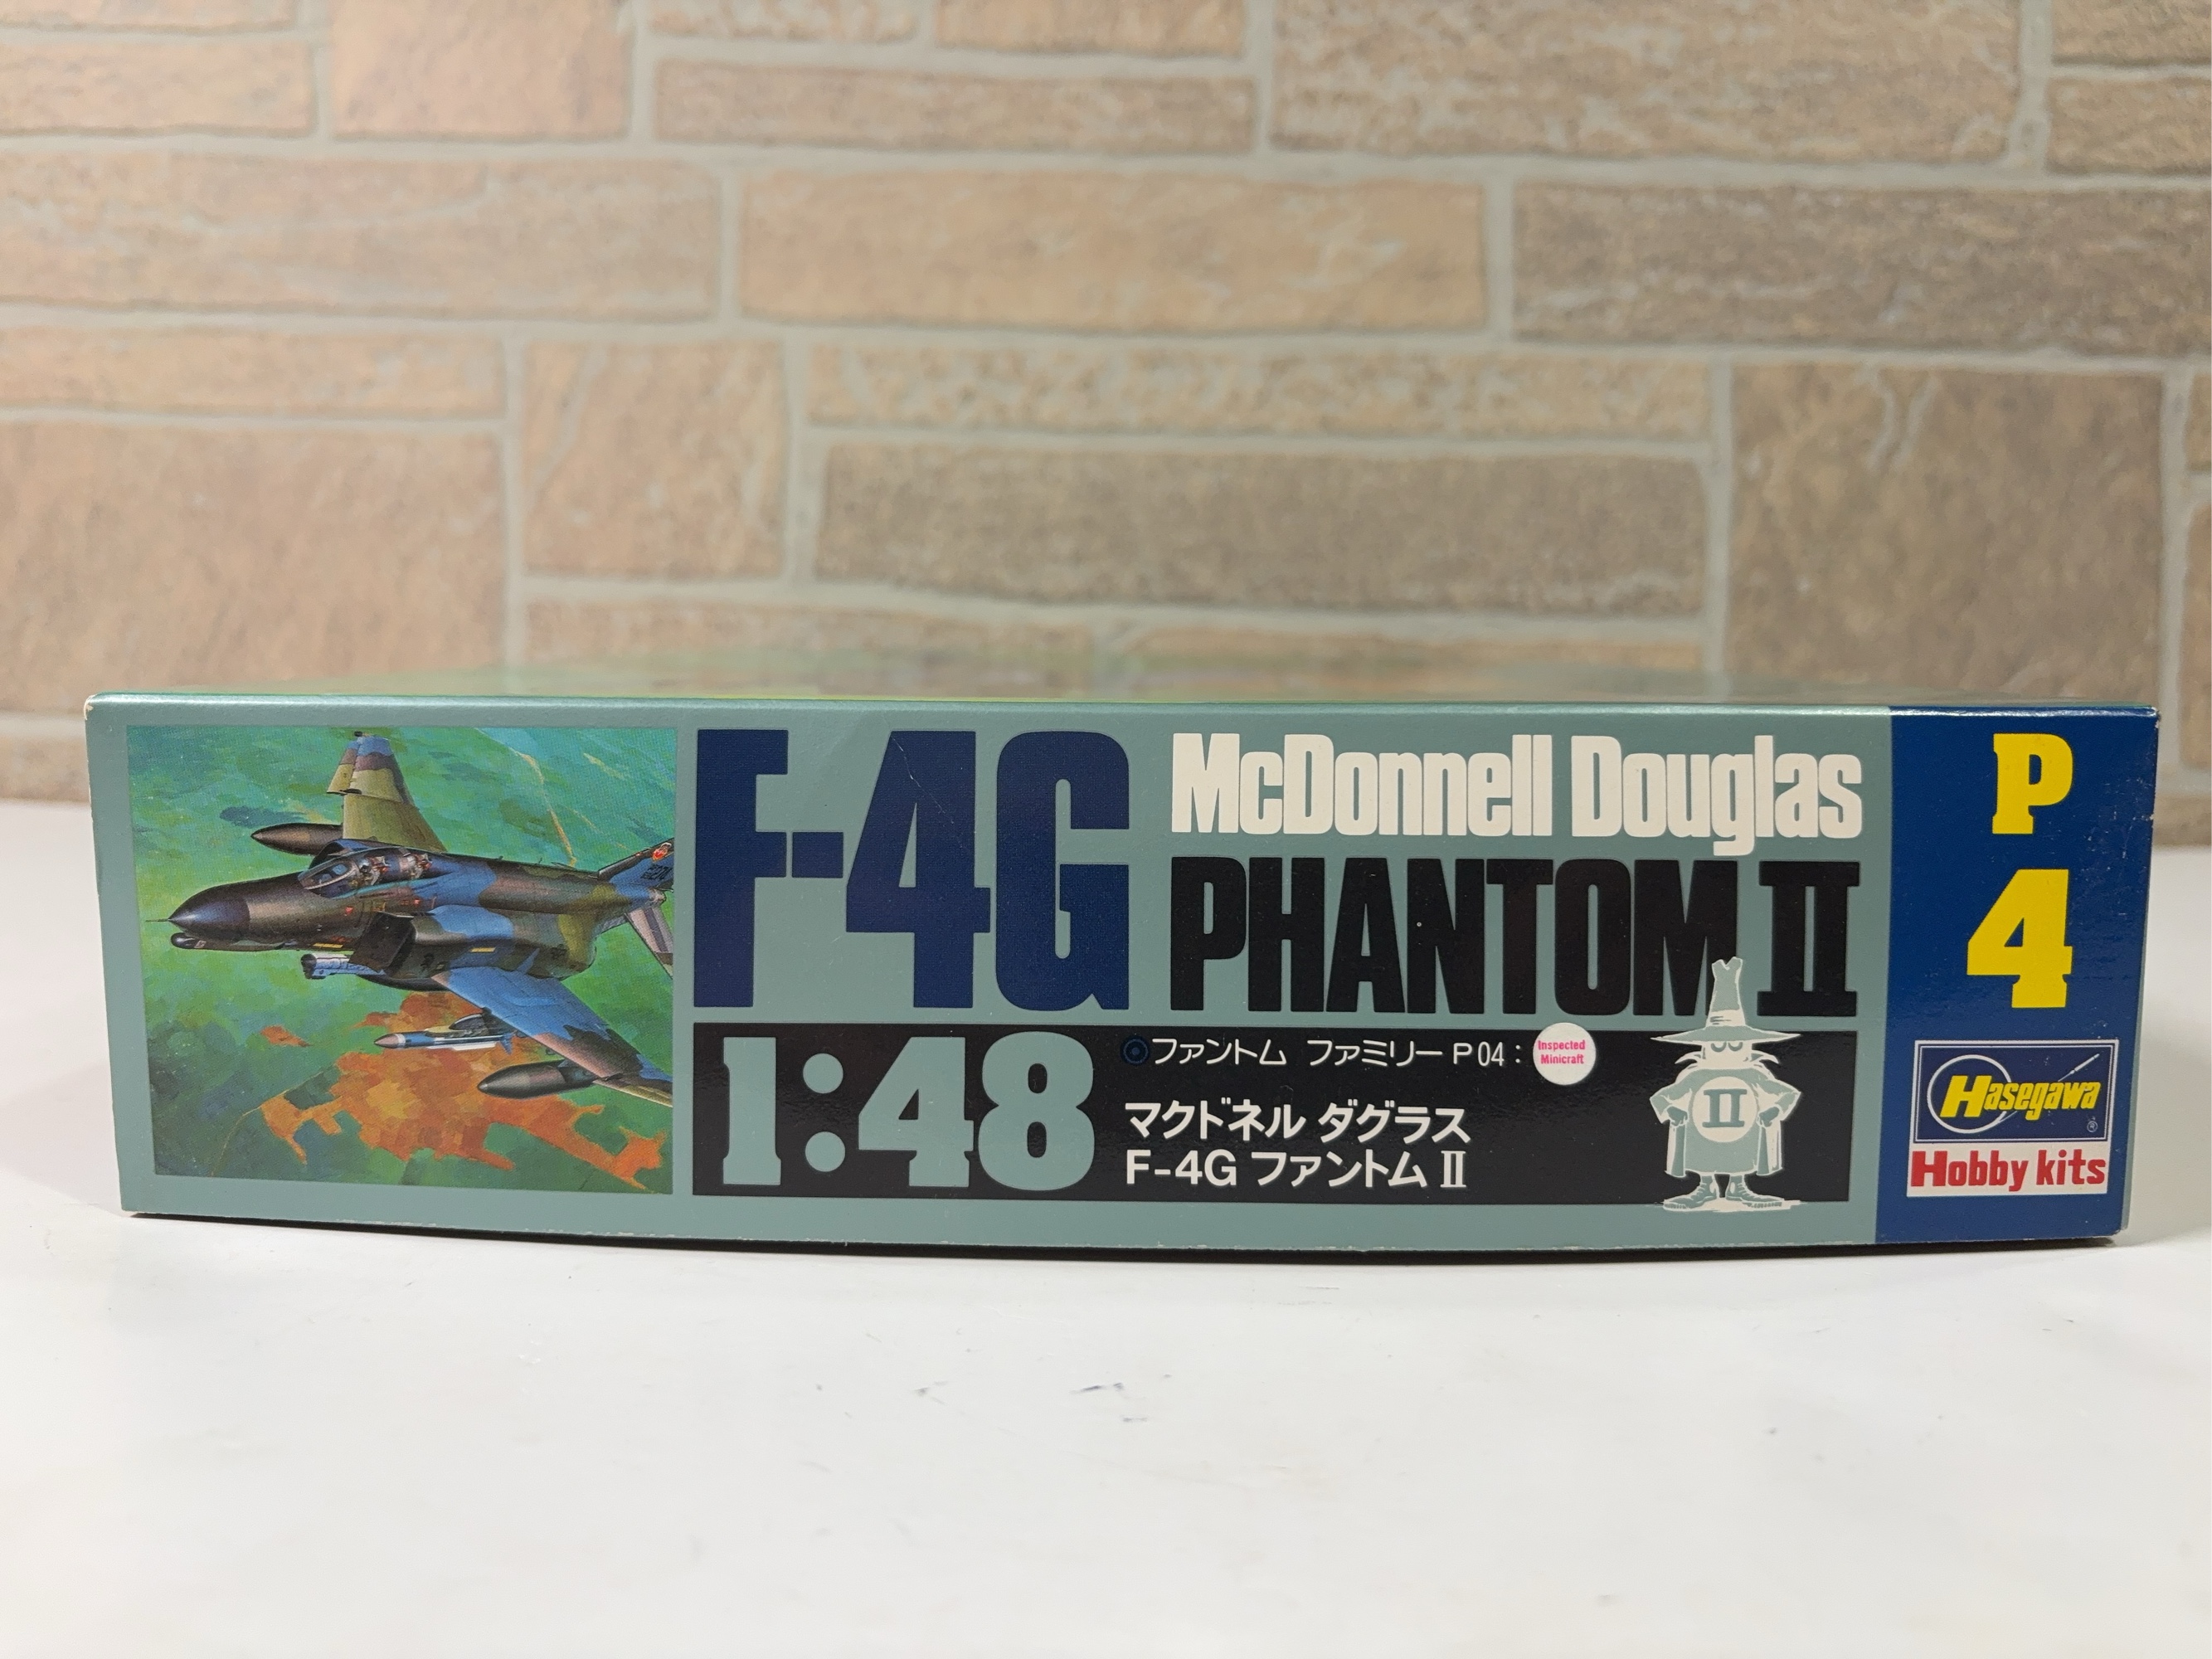 F-4G
McDonnell Douglas
PHANTOM II
1:48
ファントム ファミリー P04:
Inspected
Minicraft
マクドネル ダグラス
F-4G ファントム II
II
P
4
Hasegawa ®
Hobby kits